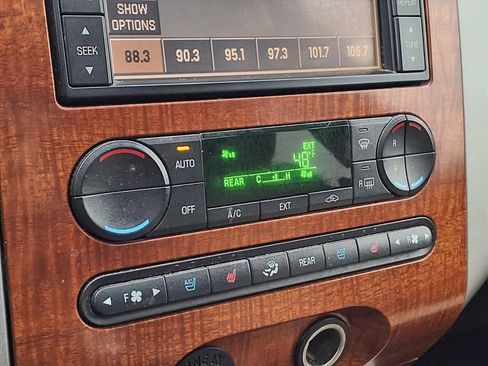 SHOW
OPTIONS
REPEAT
SEEK
TUNE
88.3 90.3 95.1 97.3 101.7 106.7
AUTO
EXT
48°F
REAR C H
R
R
OFF
A/C
EXT
R
F
A/C
REAR
A/C
R